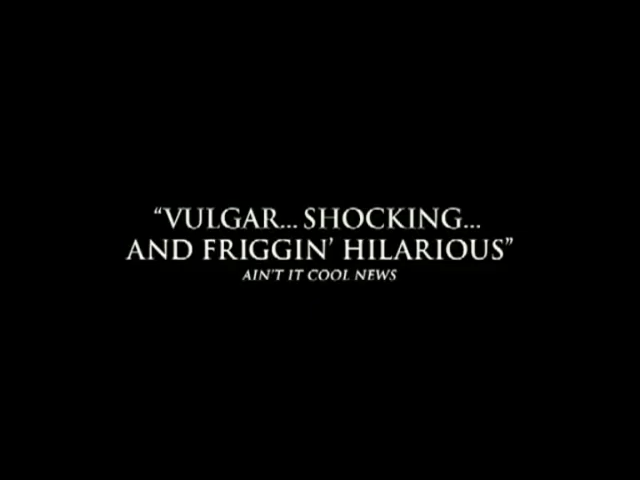 “VULGAR... SHOCKING...
AND FRIGGIN’ HILARIOUS”
AIN'T IT COOL NEWS